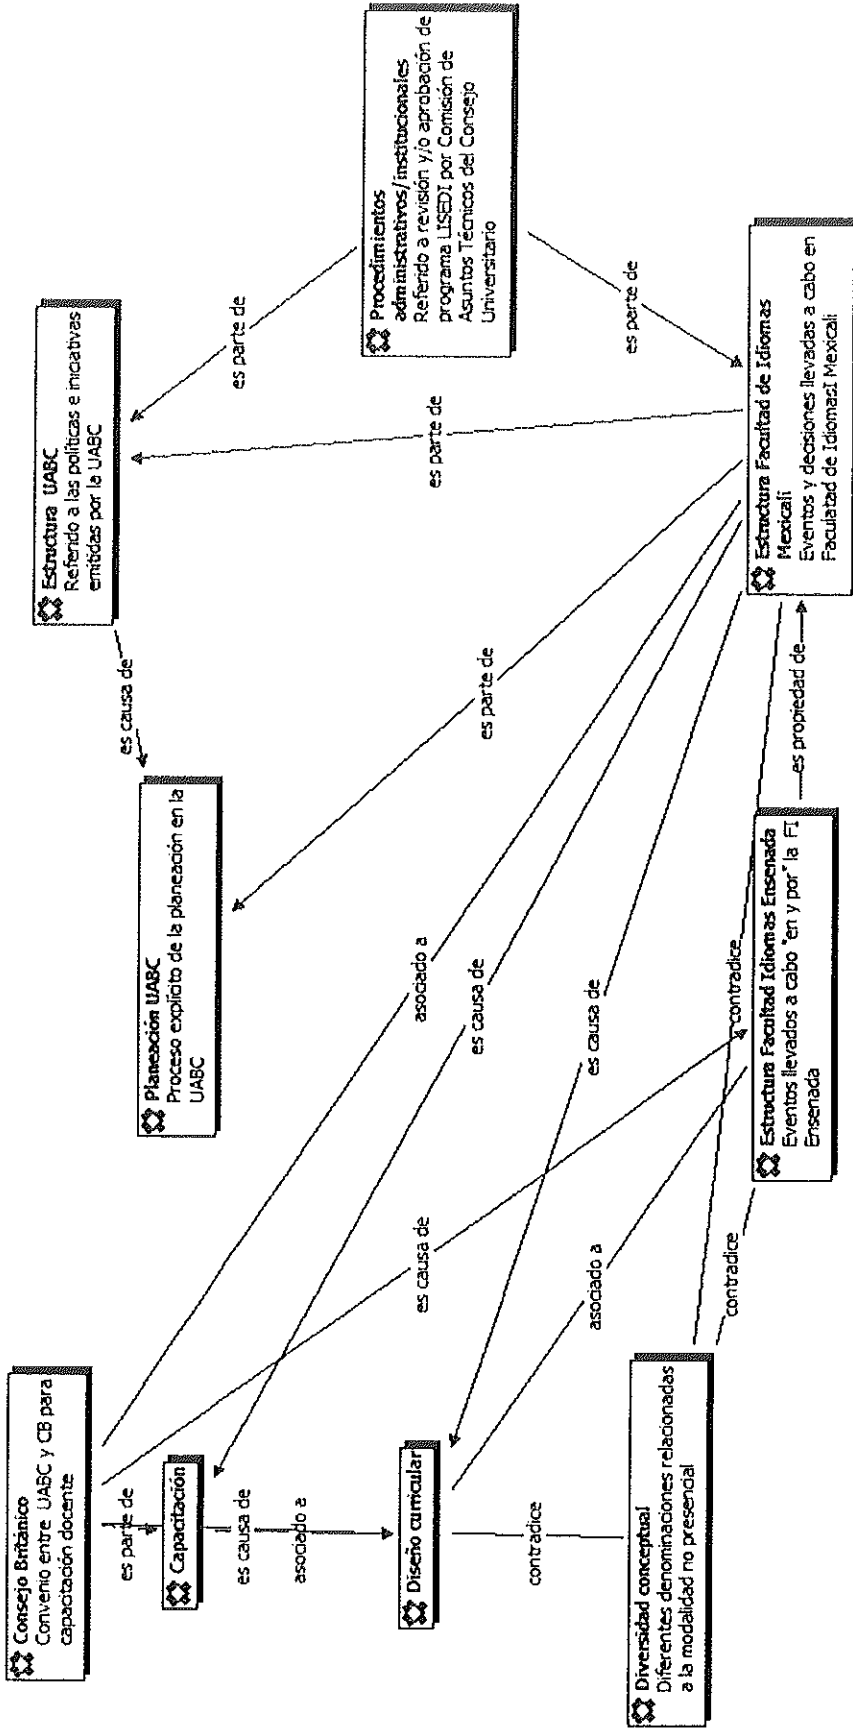 Consejo Británico
Convenio entre UABC y CB para
capacitación docente
es parte de
Capacitación
es causa de
asociado a
Diseño curricular
contradice
Diversidad conceptual
Diferentes denominaciones relacionadas
a la modalidad no presencial
Planeación UABC
Proceso explícito de la planeación en la
UABC
es causa de
Estructura UABC
Referido a las políticas e iniciativas
emitidas por la UABC
es parte de
es parte de
Procedimientos
administrativos/institucionales
Referido a revisión y/o aprobación de
programa LISEDI por Comisión de
Asuntos Técnicos del Consejo
Universitario
es parte de
es parte de
asociado a
es causa de
es causa de
es causa de
asociado a
contradice
contradice
Estructura Facultad Idiomas Ensenada
Eventos llevados a cabo "en y por" la FI
Ensenada
es propiedad de
Estructura Facultad de Idiomas
Mexicali
Eventos y decisiones llevadas a cabo en
Faculatad de IdiomasI Mexicali